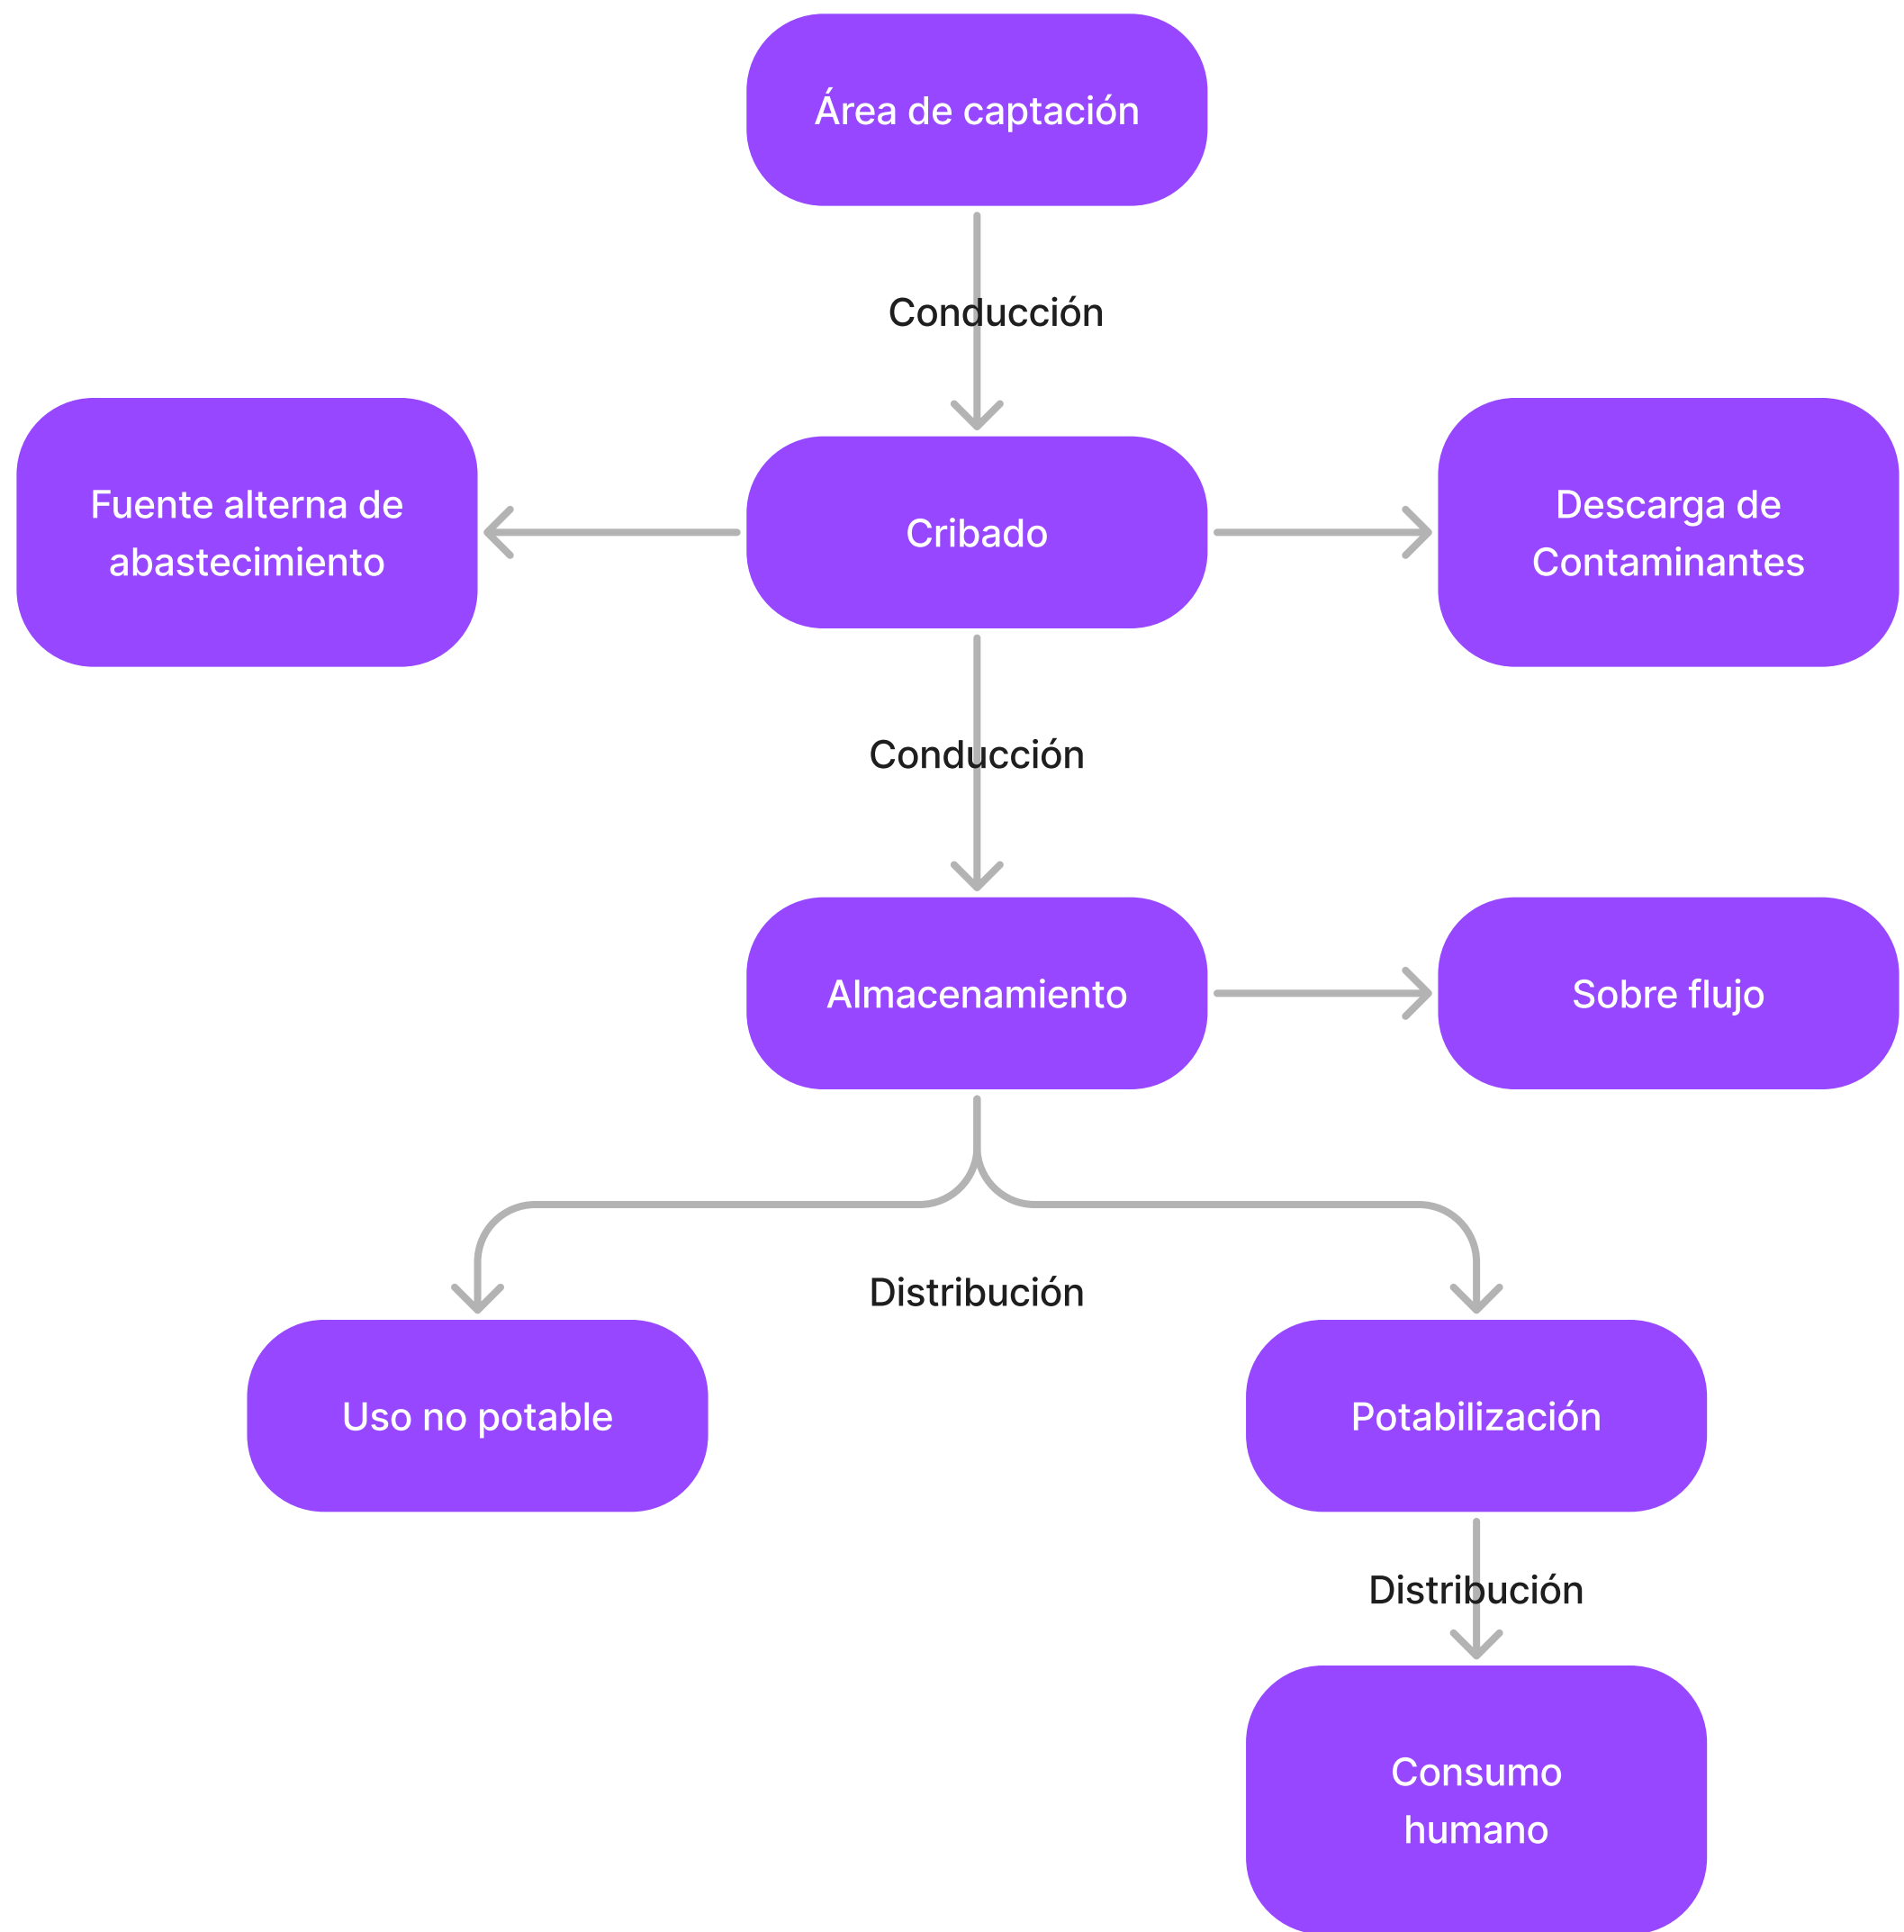 Área de captación
Conducción
Fuente alterna de
abastecimiento
Cribado
Descarga de
Contaminantes
Conducción
Almacenamiento
Sobre flujo
Distribución
Uso no potable
Potabilización
Distribución
Consumo
humano